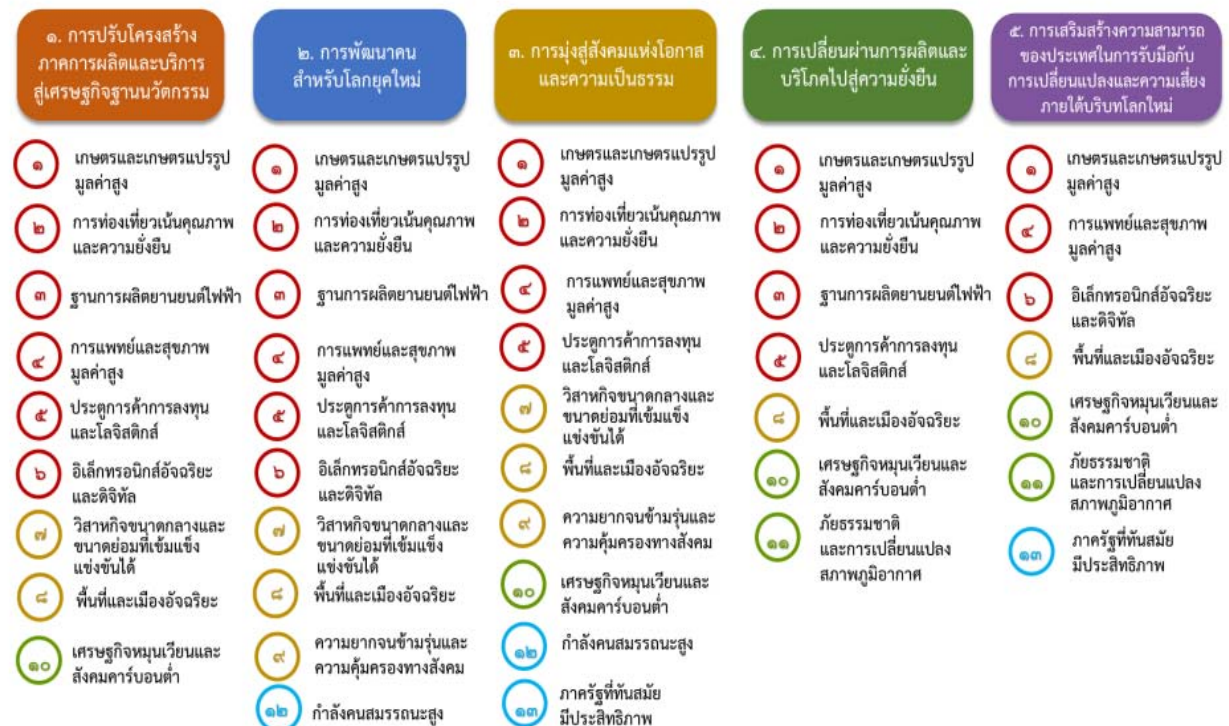 ๑. การปรับโครงสร้าง
ภาคการผลิตและบริการ
สู่เศรษฐกิจฐานนวัตกรรม
๑
เกษตรและเกษตรแปรรูป
มูลค่าสูง
๒
การท่องเที่ยวเน้นคุณภาพ
และความยั่งยืน
๓
ฐานการผลิตยานยนต์ไฟฟ้า
๔
การแพทย์และสุขภาพ
มูลค่าสูง
๕
ประตูการค้าการลงทุน
และโลจิสติกส์
๖
อิเล็กทรอนิกส์อัจฉริยะ
และดิจิทัล
๗
วิสาหกิจขนาดกลางและ
ขนาดย่อมที่เข้มแข็ง
แข่งขันได้
๘
พื้นที่และเมืองอัจฉริยะ
๑๐
เศรษฐกิจหมุนเวียนและ
สังคมคาร์บอนต่ำ
๒. การพัฒนาคน
สำหรับโลกยุคใหม่
๑
เกษตรและเกษตรแปรรูป
มูลค่าสูง
๒
การท่องเที่ยวเน้นคุณภาพ
และความยั่งยืน
๓
ฐานการผลิตยานยนต์ไฟฟ้า
๔
การแพทย์และสุขภาพ
มูลค่าสูง
๕
ประตูการค้าการลงทุน
และโลจิสติกส์
๖
อิเล็กทรอนิกส์อัจฉริยะ
และดิจิทัล
๗
วิสาหกิจขนาดกลางและ
ขนาดย่อมที่เข้มแข็ง
แข่งขันได้
๘
พื้นที่และเมืองอัจฉริยะ
๙
ความยากจนข้ามรุ่นและ
ความคุ้มครองทางสังคม
๑๒
กำลังคนสมรรถนะสูง
๓. การมุ่งสู่สังคมแห่งโอกาส
และความเป็นธรรม
๑
เกษตรและเกษตรแปรรูป
มูลค่าสูง
๒
การท่องเที่ยวเน้นคุณภาพ
และความยั่งยืน
๔
การแพทย์และสุขภาพ
มูลค่าสูง
๕
ประตูการค้าการลงทุน
และโลจิสติกส์
๗
วิสาหกิจขนาดกลางและ
ขนาดย่อมที่เข้มแข็ง
แข่งขันได้
๘
พื้นที่และเมืองอัจฉริยะ
๙
ความยากจนข้ามรุ่นและ
ความคุ้มครองทางสังคม
๑๐
เศรษฐกิจหมุนเวียนและ
สังคมคาร์บอนต่ำ
๑๒
กำลังคนสมรรถนะสูง
๑๓
ภาครัฐที่ทันสมัย
มีประสิทธิภาพ
๔. การเปลี่ยนผ่านการผลิตและ
บริโภคไปสู่ความยั่งยืน
๑
เกษตรและเกษตรแปรรูป
มูลค่าสูง
๒
การท่องเที่ยวเน้นคุณภาพ
และความยั่งยืน
๓
ฐานการผลิตยานยนต์ไฟฟ้า
๕
ประตูการค้าการลงทุน
และโลจิสติกส์
๘
พื้นที่และเมืองอัจฉริยะ
๑๐
เศรษฐกิจหมุนเวียนและ
สังคมคาร์บอนต่ำ
๑๑
ภัยธรรมชาติ
และการเปลี่ยนแปลง
สภาพภูมิอากาศ
๕. การเสริมสร้างความสามารถ
ของประเทศในการรับมือกับ
การเปลี่ยนแปลงและความเสี่ยง
ภายใต้บริบทโลกใหม่
๑
เกษตรและเกษตรแปรรูป
มูลค่าสูง
๔
การแพทย์และสุขภาพ
มูลค่าสูง
๖
อิเล็กทรอนิกส์อัจฉริยะ
และดิจิทัล
๘
พื้นที่และเมืองอัจฉริยะ
๑๐
เศรษฐกิจหมุนเวียนและ
สังคมคาร์บอนต่ำ
๑๑
ภัยธรรมชาติ
และการเปลี่ยนแปลง
สภาพภูมิอากาศ
๑๓
ภาครัฐที่ทันสมัย
มีประสิทธิภาพ